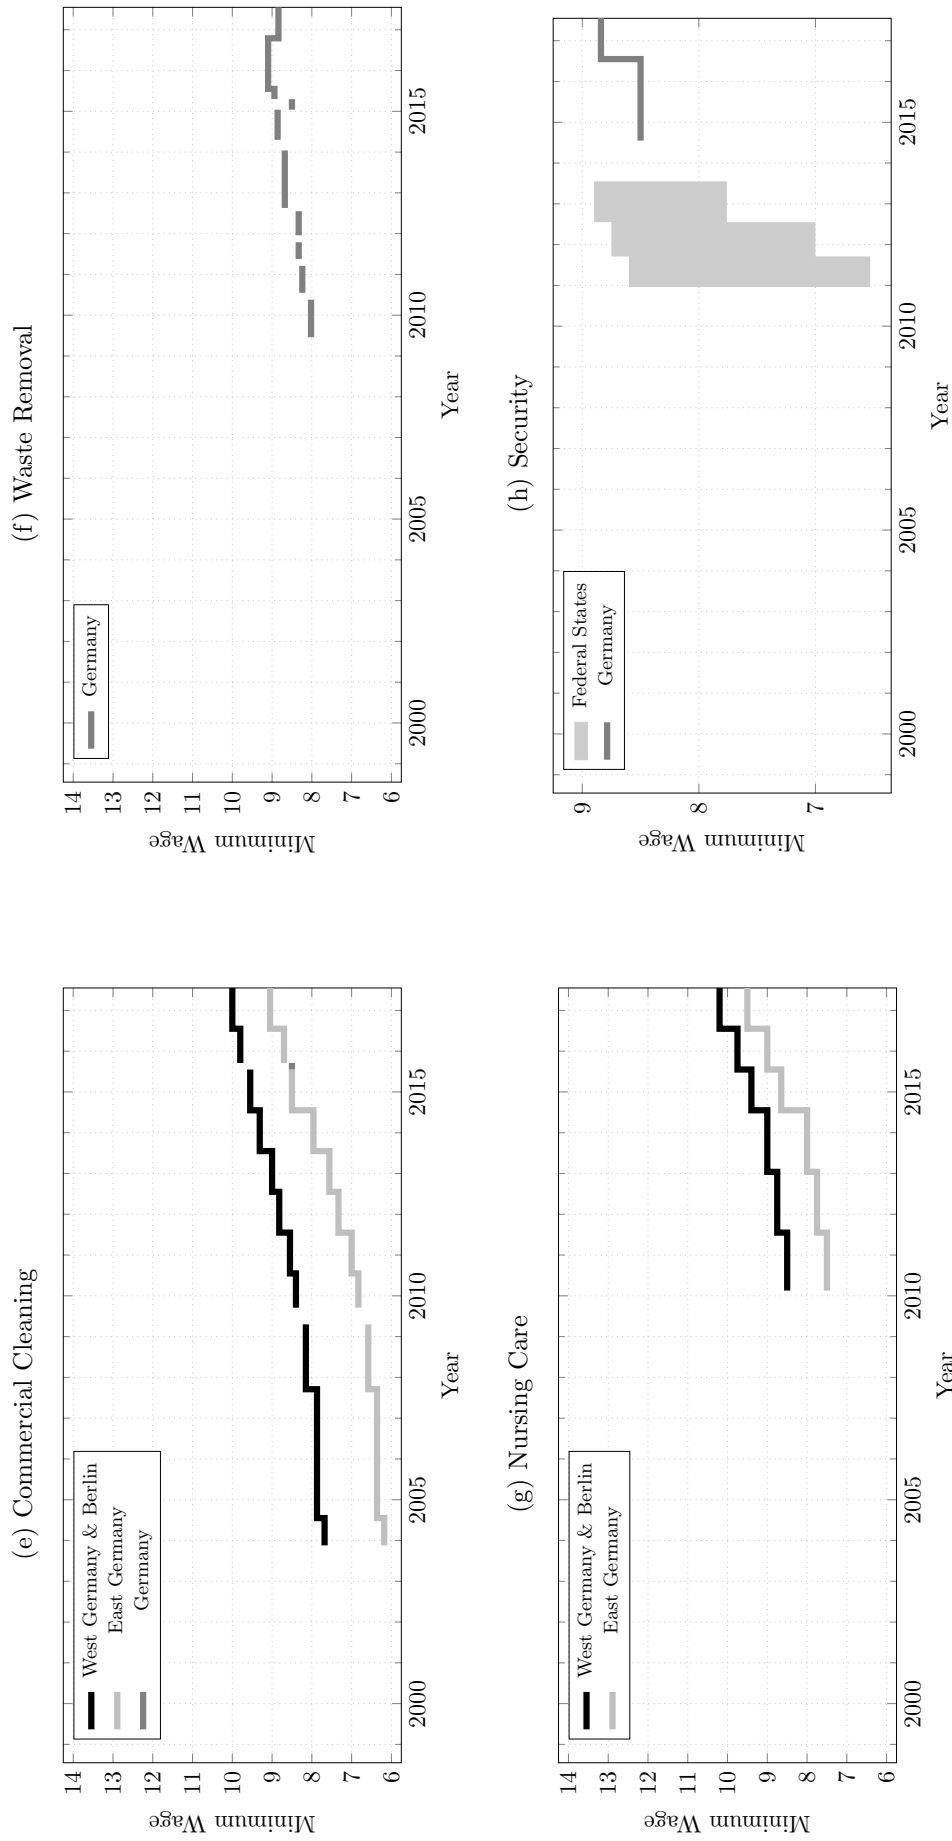 (e) Commercial Cleaning
West Germany & Berlin
East Germany
Germany
14
13
12
11
10
9
8
7
6
Minimum Wage
2000
2005
2010
2015
Year
(f) Waste Removal
Germany
14
13
12
11
10
9
8
7
6
Minimum Wage
2000
2005
2010
2015
Year
(g) Nursing Care
West Germany & Berlin
East Germany
14
13
12
11
10
9
8
7
6
Minimum Wage
2000
2005
2010
2015
Year
(h) Security
Federal States
Germany
9
8
7
Minimum Wage
2000
2005
2010
2015
Year